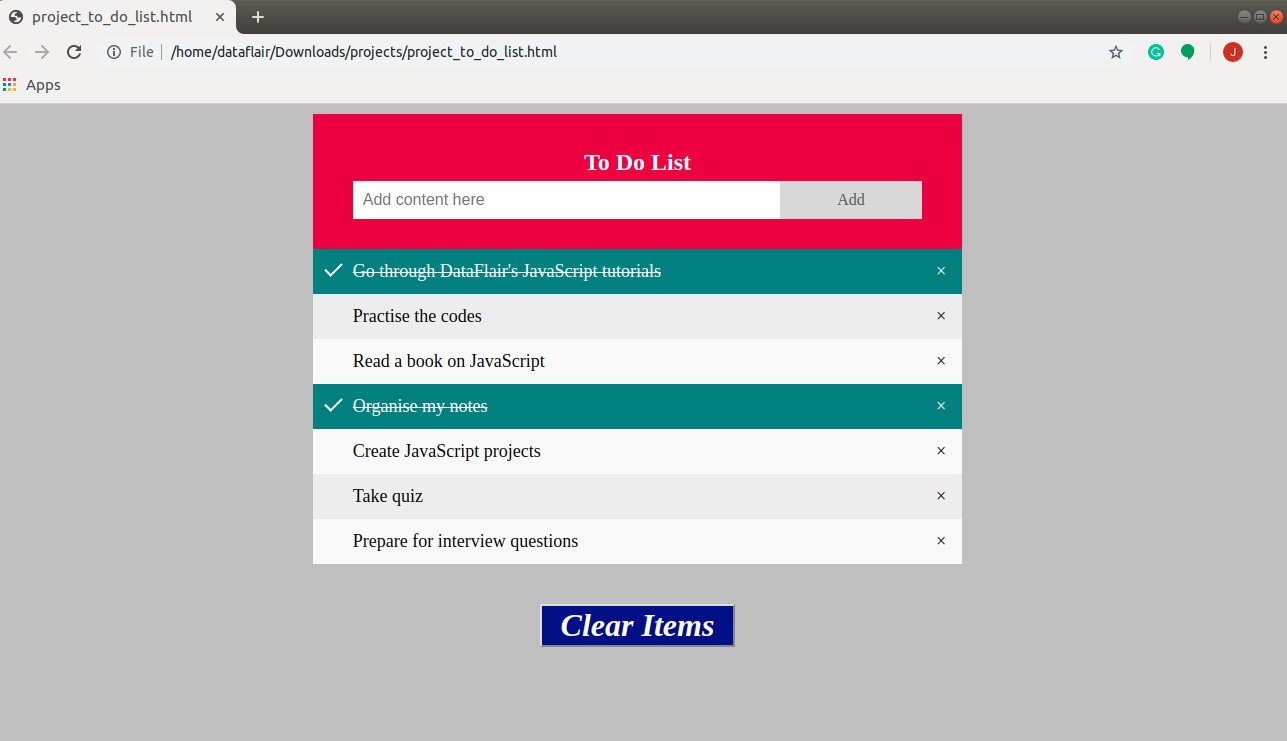 project_to_do_list.html
File /home/dataflair/Downloads/projects/project_to_do_list.html
J
Apps
To Do List
Add content here
Add
Go through DataFlair's JavaScript tutorials ×
Practise the codes ×
Read a book on JavaScript ×
Organise my notes ×
Create JavaScript projects ×
Take quiz ×
Prepare for interview questions ×
Clear Items